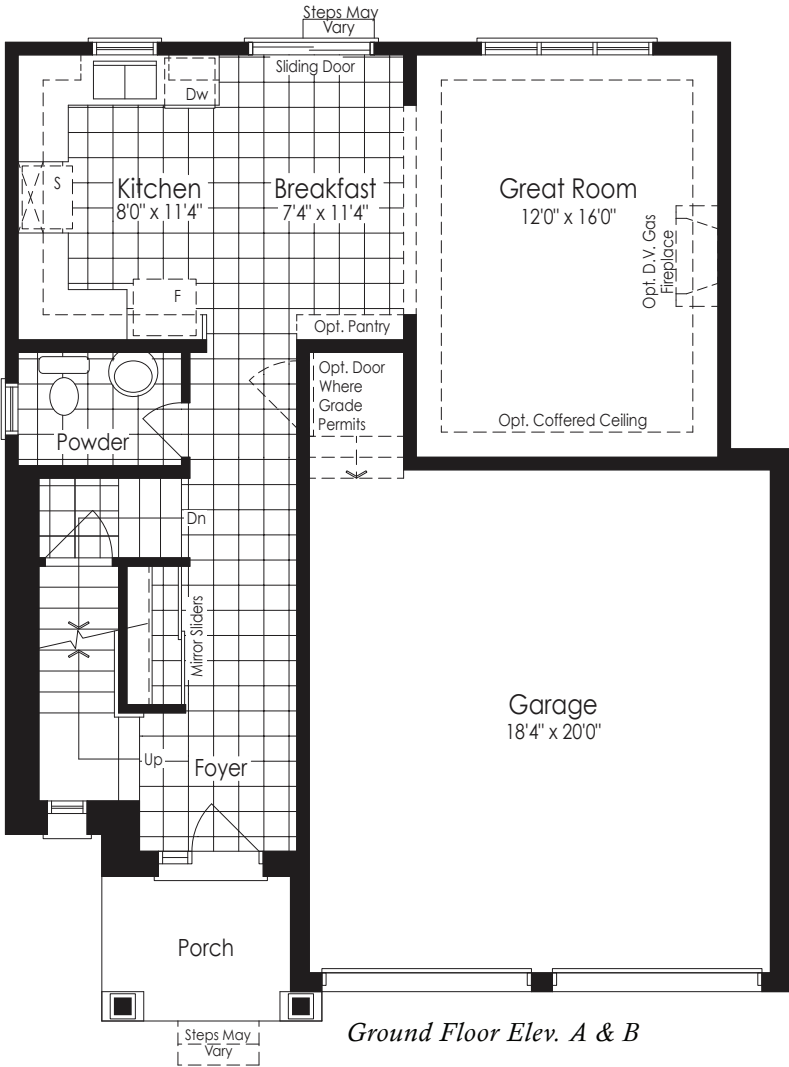 Steps May
Vary
Sliding Door
Dw
S
Kitchen
8'0" x 11'4"
Breakfast
7'4" x 11'4"
Great Room
12'0" x 16'0"
Opt. D.V. Gas
Fireplace
F
Opt. Pantry
Opt. Door
Where
Grade
Permits
Opt. Coffered Ceiling
Powder
Dn
Mirror Sliders
Garage
18'4" x 20'0"
Up
Foyer
Porch
Steps May
Vary
Ground Floor Elev. A & B